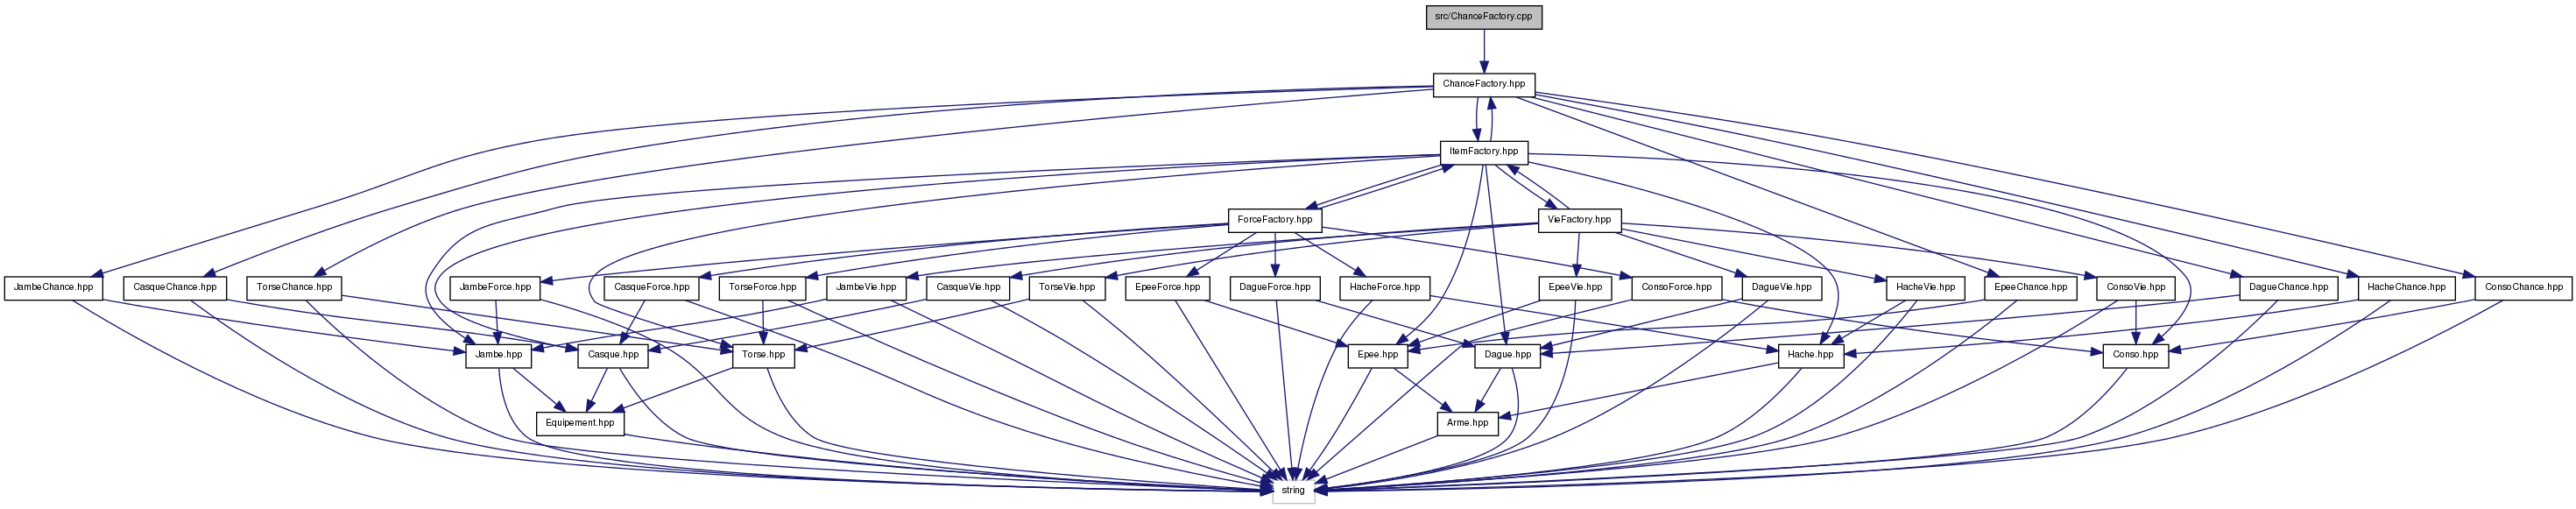 src/ChanceFactory.cpp
ChanceFactory.hpp
ItemFactory.hpp
ForceFactory.hpp
VieFactory.hpp
JambeChance.hpp
CasqueChance.hpp
TorseChance.hpp
JambeForce.hpp
CasqueForce.hpp
TorseForce.hpp
JambeVie.hpp
CasqueVie.hpp
TorseVie.hpp
EpeeForce.hpp
DagueForce.hpp
HacheForce.hpp
EpeeVie.hpp
ConsoForce.hpp
DagueVie.hpp
HacheVie.hpp
EpeeChance.hpp
ConsoVie.hpp
DagueChance.hpp
HacheChance.hpp
ConsoChance.hpp
Jambe.hpp
Casque.hpp
Torse.hpp
Epee.hpp
Dague.hpp
Hache.hpp
Conso.hpp
Equipement.hpp
Arme.hpp
string